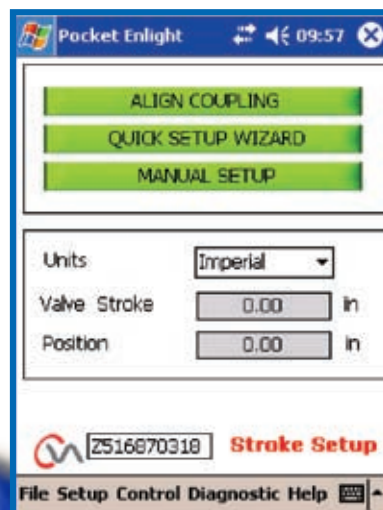 Pocket Enlight 09:57
ALIGN COUPLING
QUICK SETUP WIZARD
MANUAL SETUP
Units Imperial
Valve Stroke 0.00 in
Position 0.00 in
Z516870318 Stroke Setup
File Setup Control Diagnostic Help